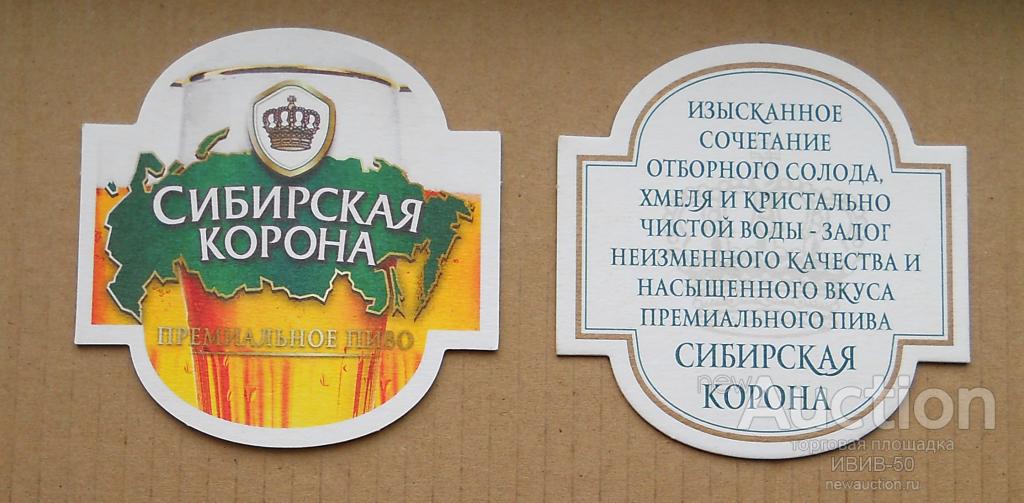 СИБИРСКАЯ
КОРОНА
ПРЕМИАЛЬНОЕ ПИВО
ИЗЫСКАННОЕ
СОЧЕТАНИЕ
ОТБОРНОГО СОЛОДА,
ХМЕЛЯ И КРИСТАЛЬНО
ЧИСТОЙ ВОДЫ - ЗАЛОГ
НЕИЗМЕННОГО КАЧЕСТВА И
НАСЫЩЕННОГО ВКУСА
ПРЕМИАЛЬНОГО ПИВА
СИБИРСКАЯ
КОРОНА
newAuction
торговая площадка
ИВИВ-50
newauction.ru